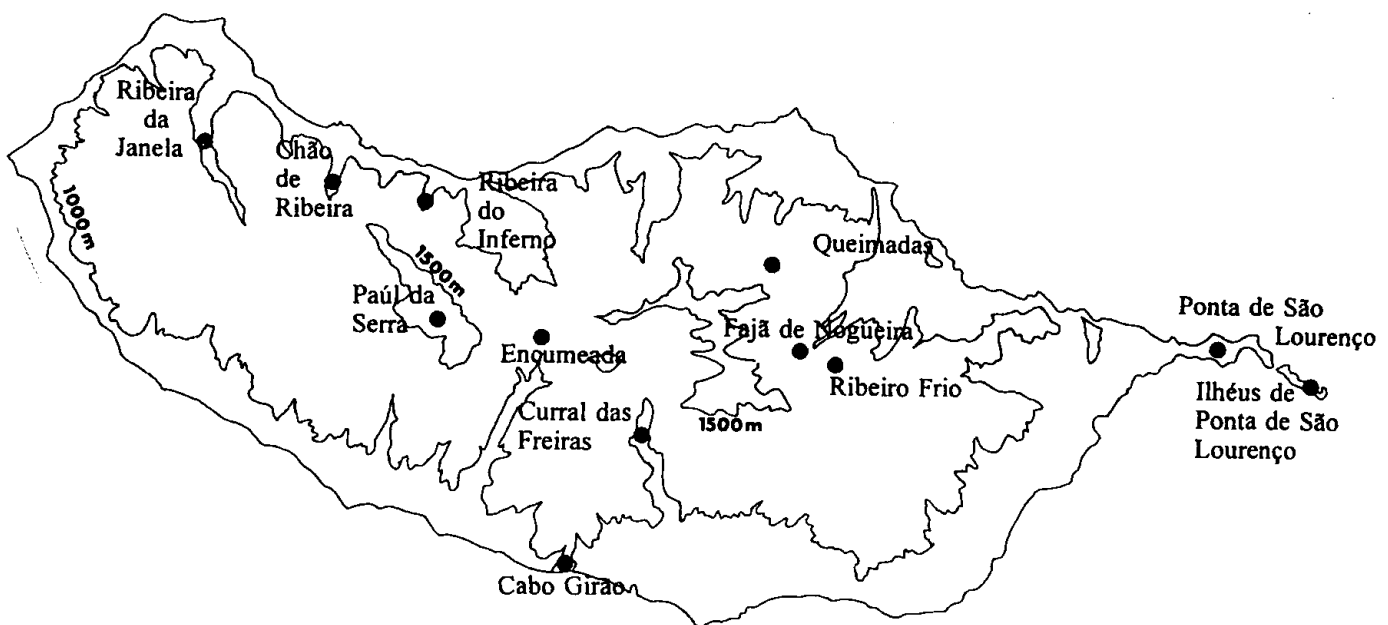 Ribeira
da
Janela
Chão
de
Ribeira
Ribeira
do
Inferno
1000m
1500m
Paúl da
Serra
Encumeada
Curral das
Freiras
Cabo Girão
Queimadas
Fajã de Nogueira
Ribeiro Frio
1500m
Ponta de São
Lourenço
Ilhéus de
Ponta de São
Lourenço